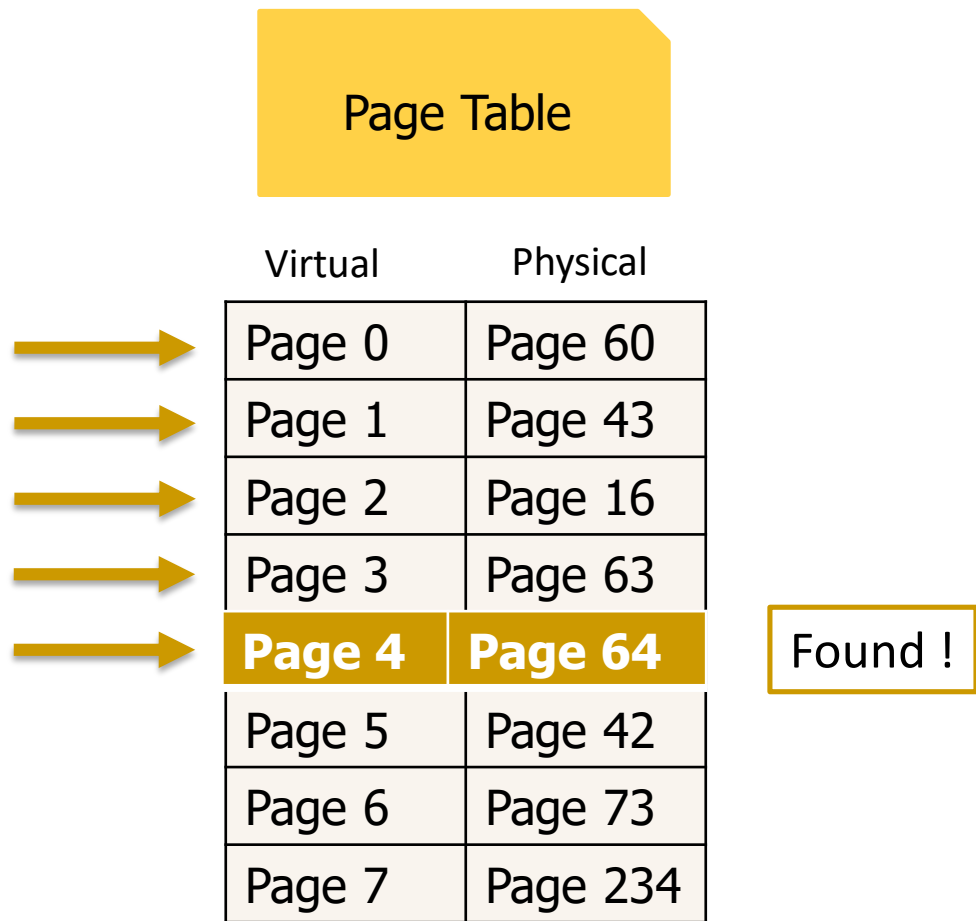 Page Table
Virtual Physical
Page 0 Page 60
Page 1 Page 43
Page 2 Page 16
Page 3 Page 63
Page 4 Page 64 Found !
Page 5 Page 42
Page 6 Page 73
Page 7 Page 234